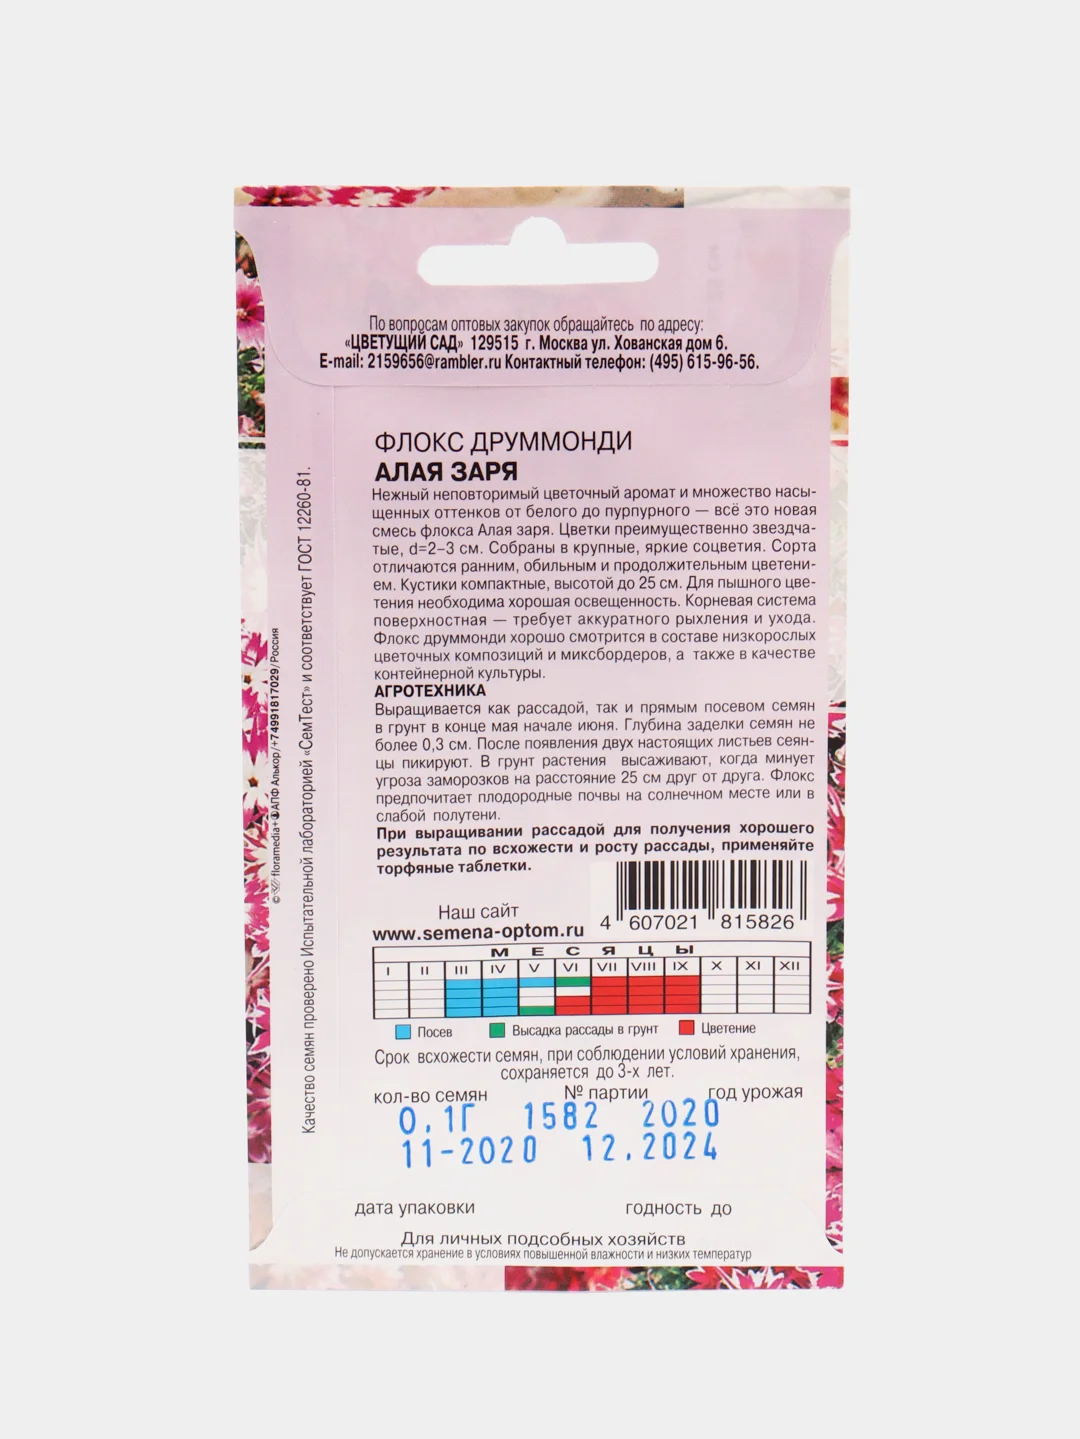 По вопросам оптовых закупок обращайтесь по адресу:
«ЦВЕТУЩИЙ САД» 129515 г. Москва ул. Хованская дом 6.
E-mail: 2159656@rambler.ru Контактный телефон: (495) 615-96-56.
ФЛОКС ДРУММОНДИ
АЛАЯ ЗАРЯ
Нежный неповторимый цветочный аромат и множество насы-
щенных оттенков от белого до пурпурного — всё это новая
смесь флокса Алая заря. Цветки преимущественно звездча-
тые, d=2–3 см. Собраны в крупные, яркие соцветия. Сорта
отличаются ранним, обильным и продолжительным цветени-
ем. Кустики компактные, высотой до 25 см. Для пышного цве-
тения необходима хорошая освещенность. Корневая система
поверхностная — требует аккуратного рыхления и ухода.
Флокс друммонди хорошо смотрится в составе низкорослых
цветочных композиций и миксбордеров, а также в качестве
контейнерной культуры.
АГРОТЕХНИКА
Выращивается как рассадой, так и прямым посевом семян
в грунт в конце мая начале июня. Глубина заделки семян не
более 0,3 см. После появления двух настоящих листьев сеян-
цы пикируют. В грунт растения высаживают, когда минует
угроза заморозков на расстояние 25 см друг от друга. Флокс
предпочитает плодородные почвы на солнечном месте или в
слабой полутени.
При выращивании рассадой для получения хорошего
результата по всхожести и росту рассады, применяйте
торфяные таблетки.
Наш сайт
www.semena-optom.ru
4 607021 815826
МЕСЯЦЫ
I II III IV V VI VII VIII IX X XI XII
Посев Высадка рассады в грунт Цветение
Срок всхожести семян, при соблюдении условий хранения,
сохраняется до 3-х лет.
кол-во семян № партии год урожая
0.1Г 1582 2020
11-2020 12.2024
дата упаковки годность до
Для личных подсобных хозяйств
Не допускается хранение в условиях повышенной влажности и низких температур
Качество семян проверено Испытательной лабораторией «СемТест» и соответствует ГОСТ 12260-81.
© floramedia+ АПФ Алькор/+74991817029/Россия